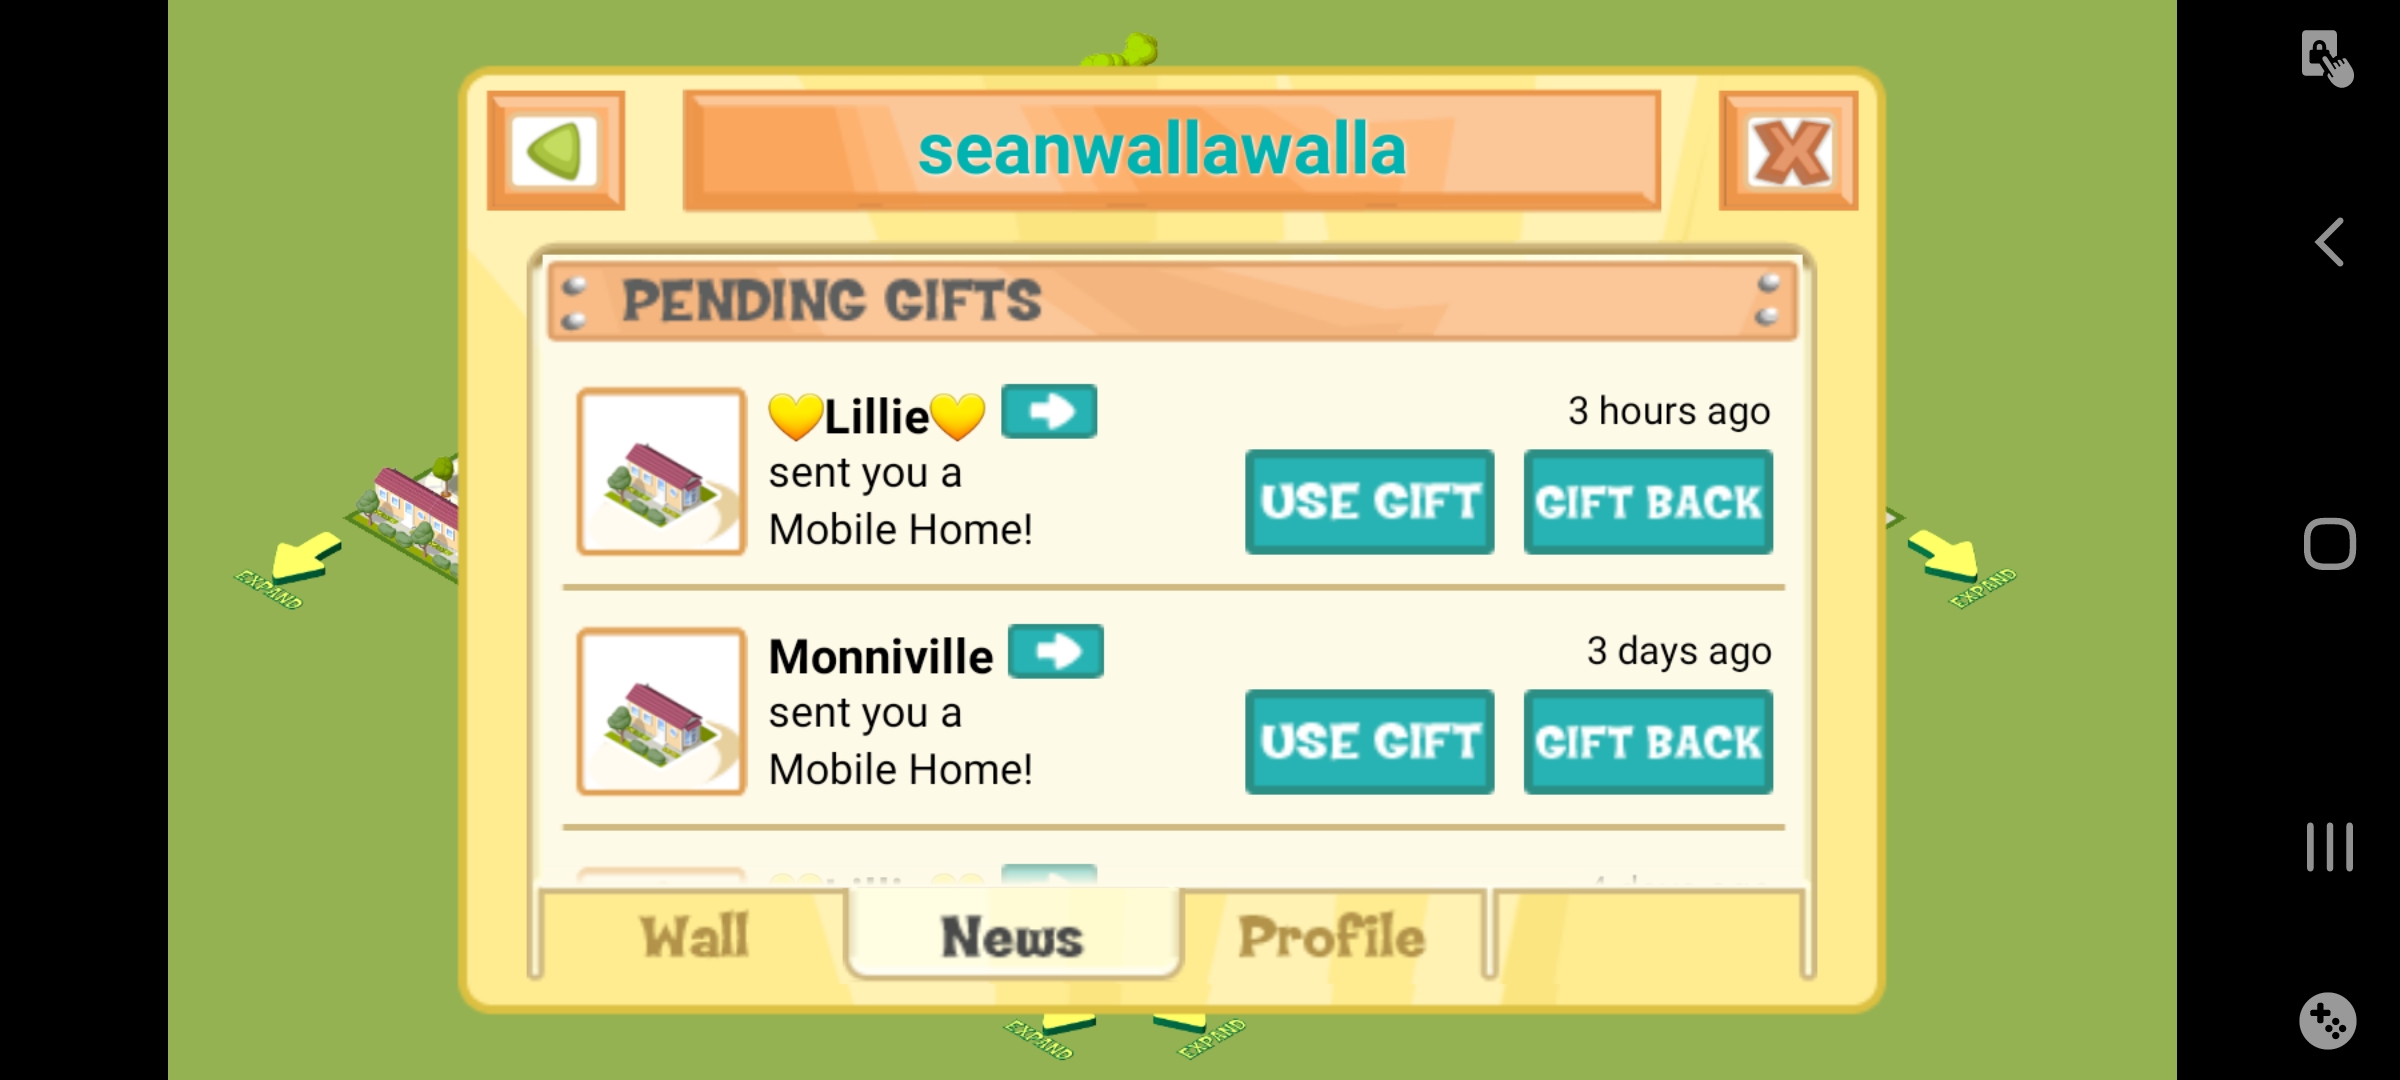 seanwallawalla
PENDING GIFTS
💛Lillie💛
3 hours ago
sent you a
Mobile Home!
USE GIFT
GIFT BACK
Monniville
3 days ago
sent you a
Mobile Home!
USE GIFT
GIFT BACK
EXPAND
EXPAND
Wall
News
Profile
EXPAND
EXPAND